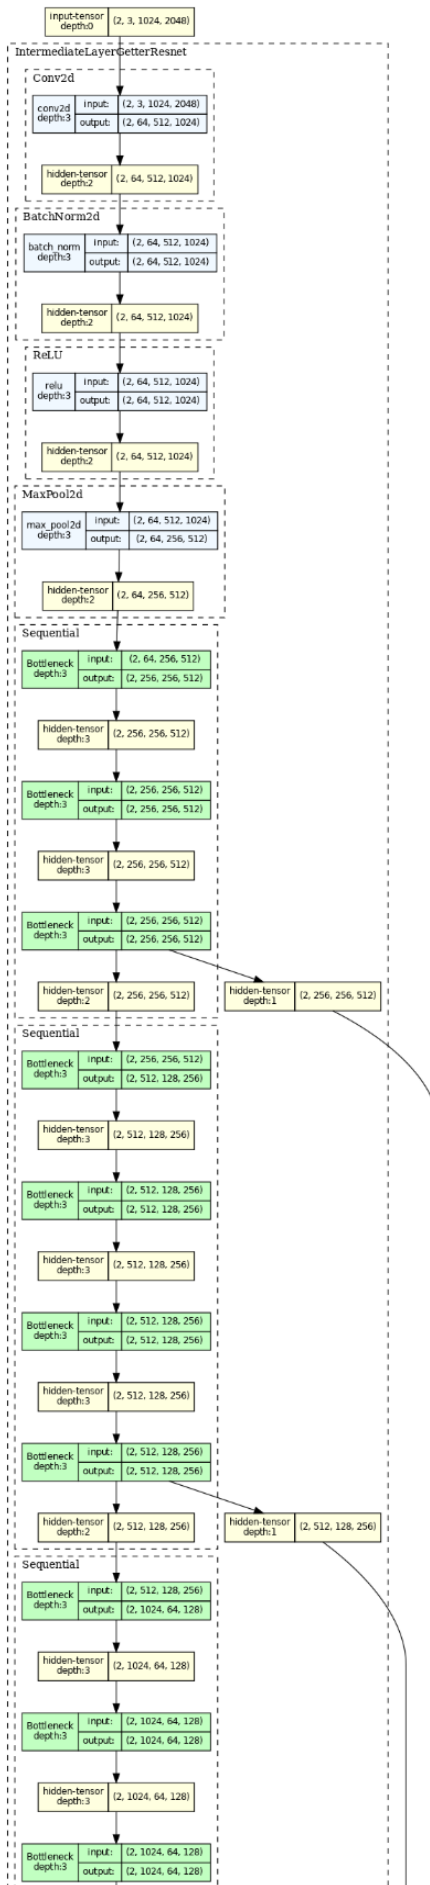 input-tensor
depth:0
(2, 3, 1024, 2048)
IntermediateLayerGetterResnet
Conv2d
conv2d
depth:3
input:
(2, 3, 1024, 2048)
output:
(2, 64, 512, 1024)
hidden-tensor
depth:2
(2, 64, 512, 1024)
BatchNorm2d
batch_norm
depth:3
input:
(2, 64, 512, 1024)
output:
(2, 64, 512, 1024)
hidden-tensor
depth:2
(2, 64, 512, 1024)
ReLU
relu
depth:3
input:
(2, 64, 512, 1024)
output:
(2, 64, 512, 1024)
hidden-tensor
depth:2
(2, 64, 512, 1024)
MaxPool2d
max_pool2d
depth:3
input:
(2, 64, 512, 1024)
output:
(2, 64, 256, 512)
hidden-tensor
depth:2
(2, 64, 256, 512)
Sequential
Bottleneck
depth:3
input:
(2, 64, 256, 512)
output:
(2, 256, 256, 512)
hidden-tensor
depth:3
(2, 256, 256, 512)
Bottleneck
depth:3
input:
(2, 256, 256, 512)
output:
(2, 256, 256, 512)
hidden-tensor
depth:3
(2, 256, 256, 512)
Bottleneck
depth:3
input:
(2, 256, 256, 512)
output:
(2, 256, 256, 512)
hidden-tensor
depth:2
(2, 256, 256, 512)
hidden-tensor
depth:1
(2, 256, 256, 512)
Sequential
Bottleneck
depth:3
input:
(2, 256, 256, 512)
output:
(2, 512, 128, 256)
hidden-tensor
depth:3
(2, 512, 128, 256)
Bottleneck
depth:3
input:
(2, 512, 128, 256)
output:
(2, 512, 128, 256)
hidden-tensor
depth:3
(2, 512, 128, 256)
Bottleneck
depth:3
input:
(2, 512, 128, 256)
output:
(2, 512, 128, 256)
hidden-tensor
depth:3
(2, 512, 128, 256)
Bottleneck
depth:3
input:
(2, 512, 128, 256)
output:
(2, 512, 128, 256)
hidden-tensor
depth:2
(2, 512, 128, 256)
hidden-tensor
depth:1
(2, 512, 128, 256)
Sequential
Bottleneck
depth:3
input:
(2, 512, 128, 256)
output:
(2, 1024, 64, 128)
hidden-tensor
depth:3
(2, 1024, 64, 128)
Bottleneck
depth:3
input:
(2, 1024, 64, 128)
output:
(2, 1024, 64, 128)
hidden-tensor
depth:3
(2, 1024, 64, 128)
Bottleneck
depth:3
input:
(2, 1024, 64, 128)
output:
(2, 1024, 64, 128)